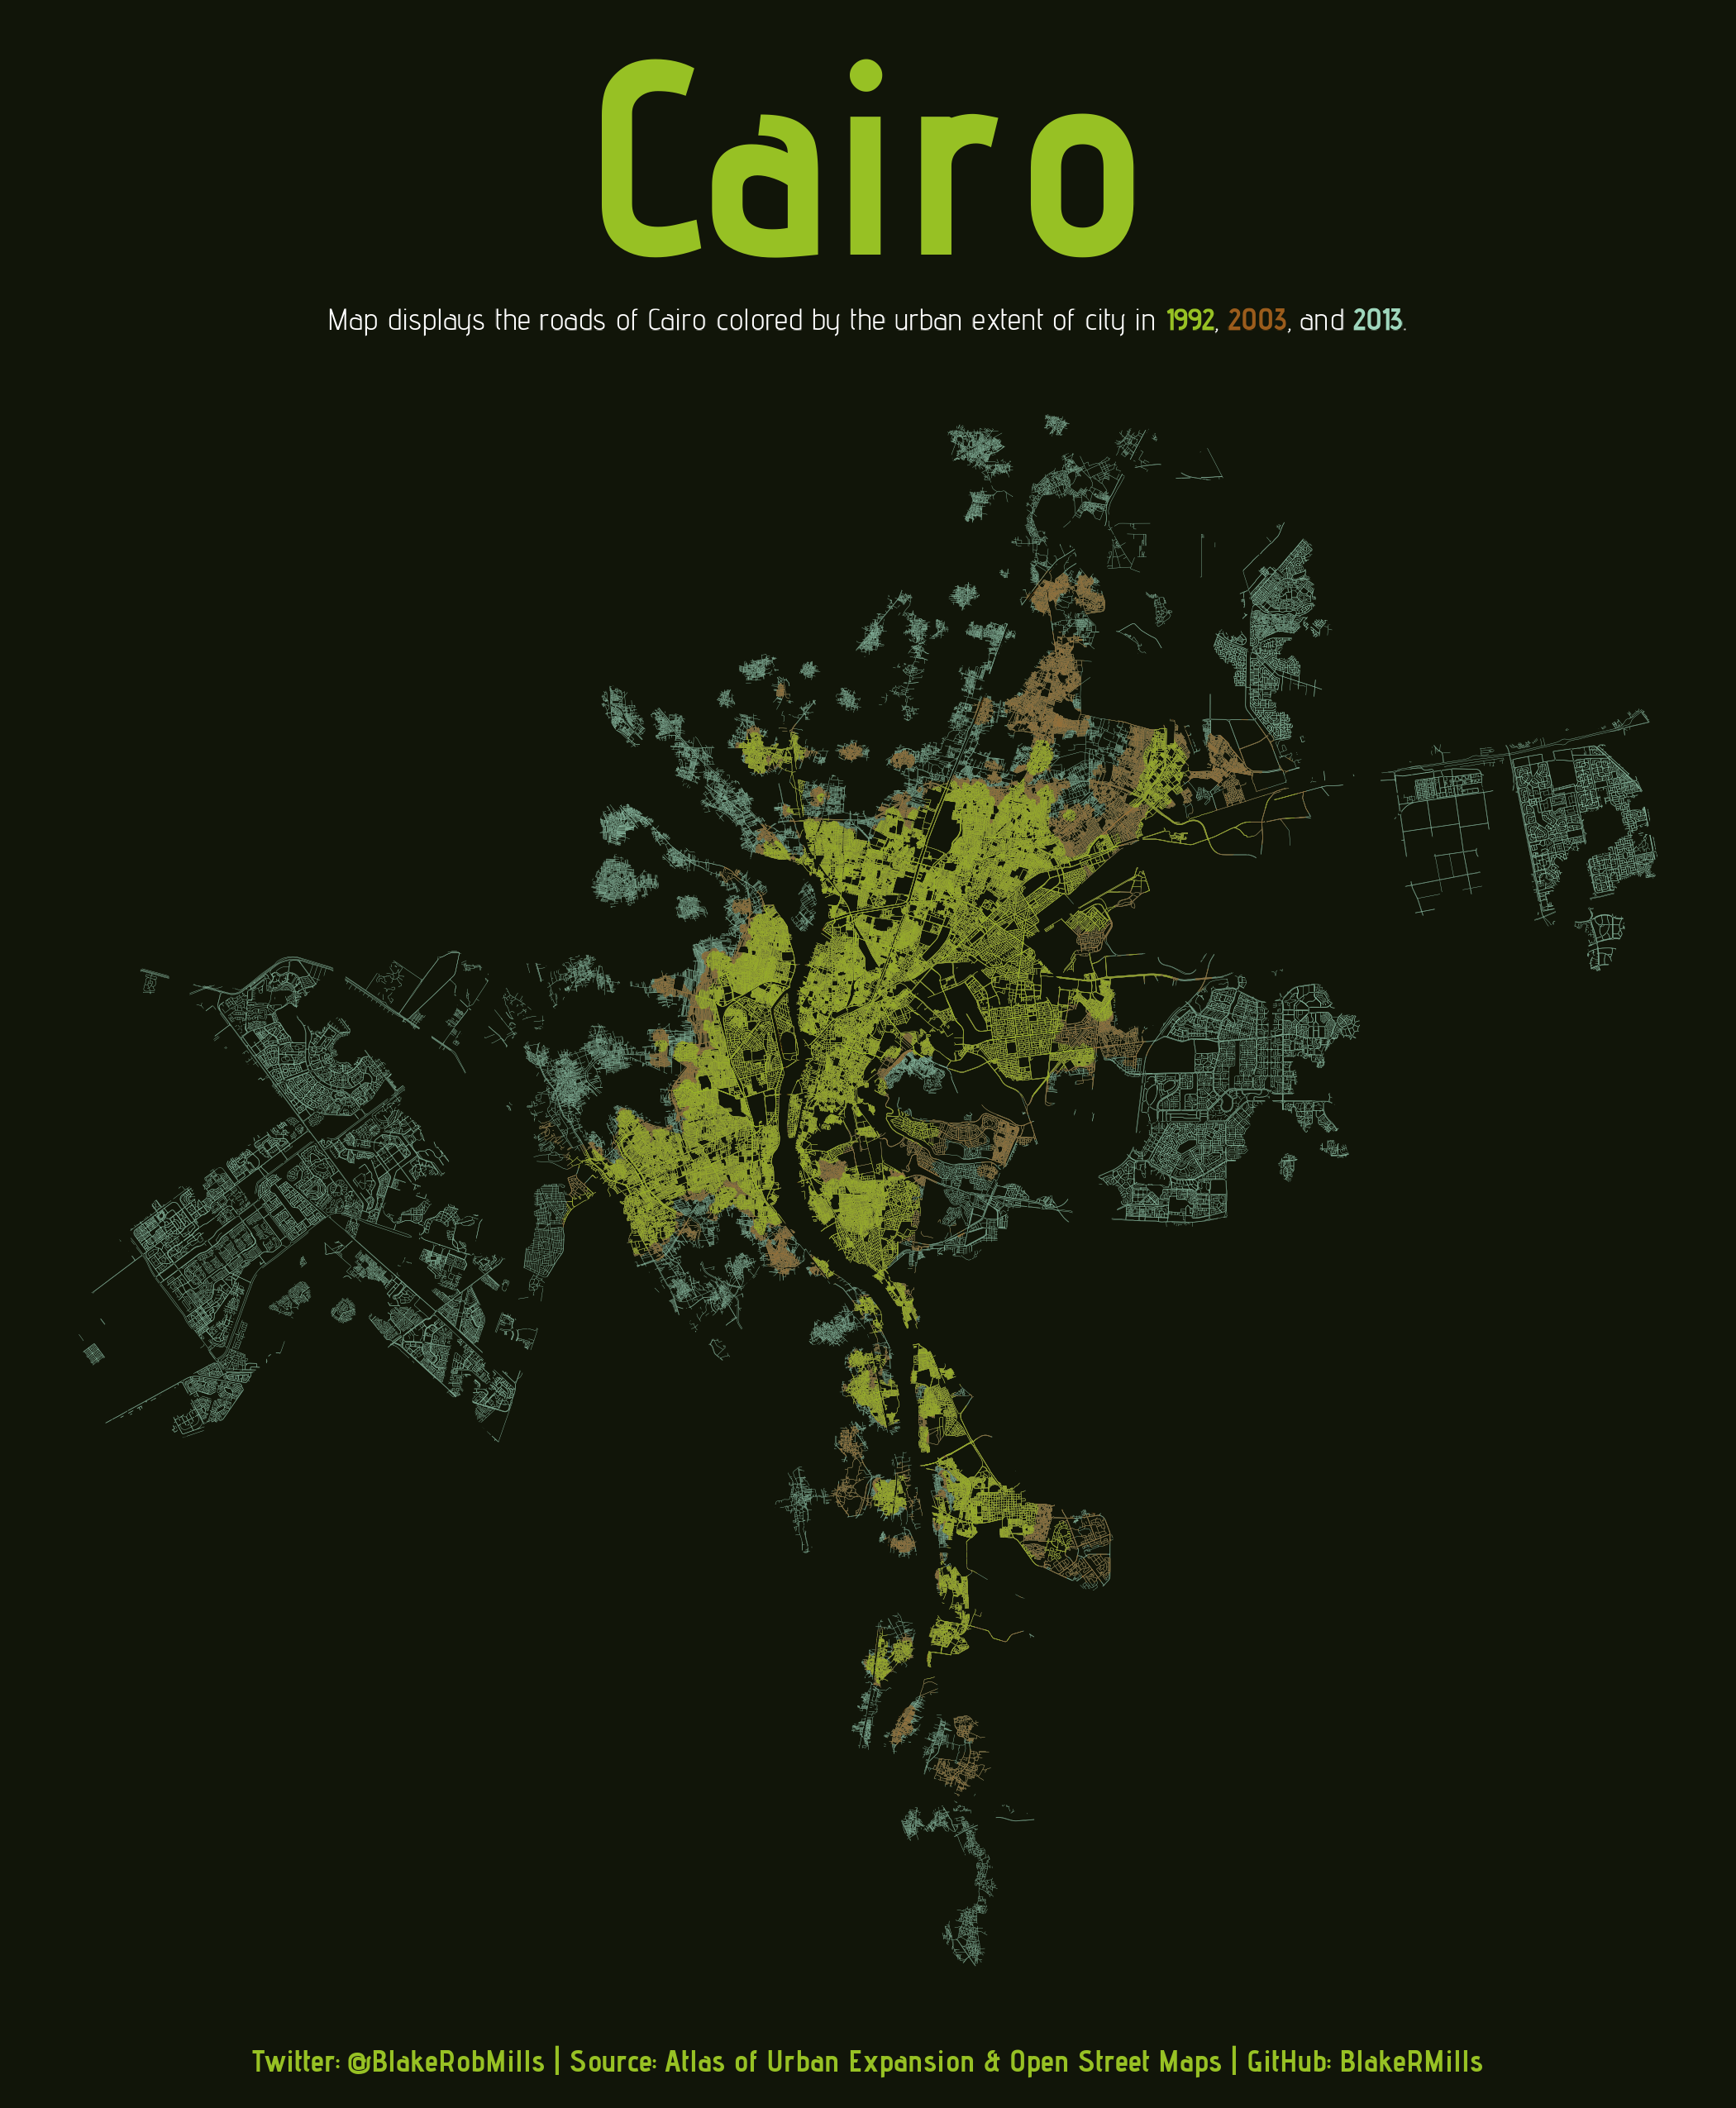 Cairo
Map displays the roads of Cairo colored by the urban extent of city in 1992, 2003, and 2013.
Twitter: @BlakeRobMills | Source: Atlas of Urban Expansion & Open Street Maps | GitHub: BlakeRMills